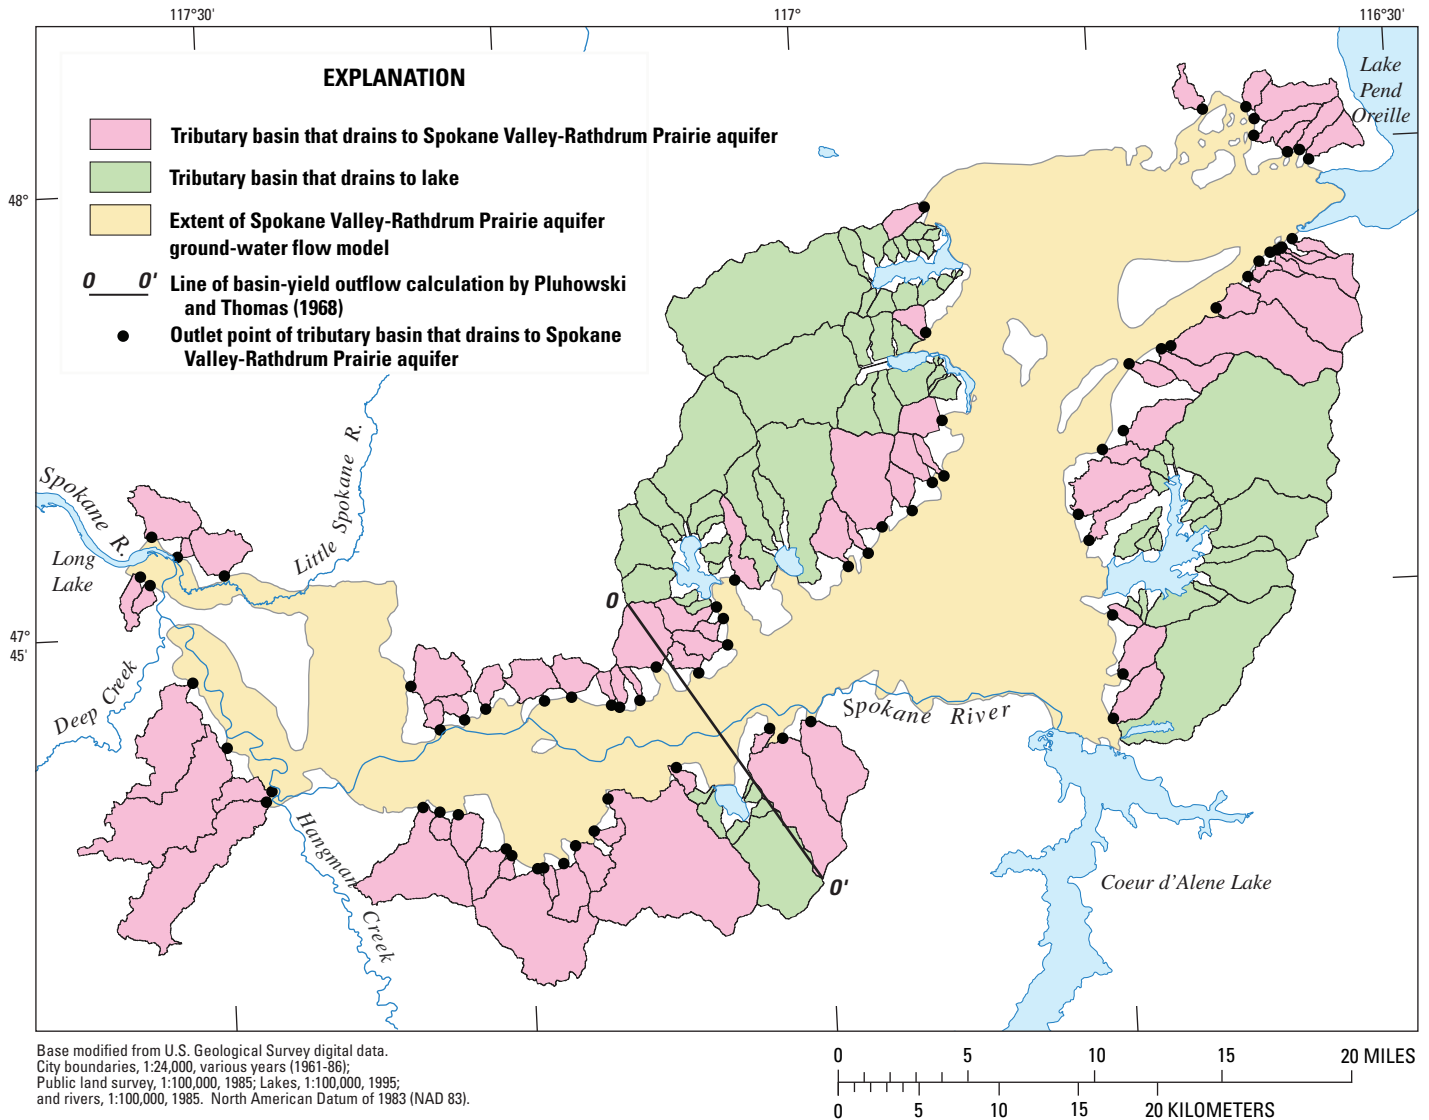 117°30'
117°
116°30'
EXPLANATION
Tributary basin that drains to Spokane Valley-Rathdrum Prairie aquifer
Tributary basin that drains to lake
Extent of Spokane Valley-Rathdrum Prairie aquifer
ground-water flow model
O O'
Line of basin-yield outflow calculation by Pluhowski
and Thomas (1968)
Outlet point of tributary basin that drains to Spokane
Valley-Rathdrum Prairie aquifer
Lake
Pend
Oreille
48°
Spokane R.
Long
Lake
Little Spokane R.
O
47°
45'
Deep Creek
Spokane River
Hangman Creek
O'
Coeur d'Alene Lake
Base modified from U.S. Geological Survey digital data.
City boundaries, 1:24,000, various years (1961-86);
Public land survey, 1:100,000, 1985; Lakes, 1:100,000, 1995;
and rivers, 1:100,000, 1985. North American Datum of 1983 (NAD 83).
0 5 10 15 20 MILES
0 5 10 15 20 KILOMETERS